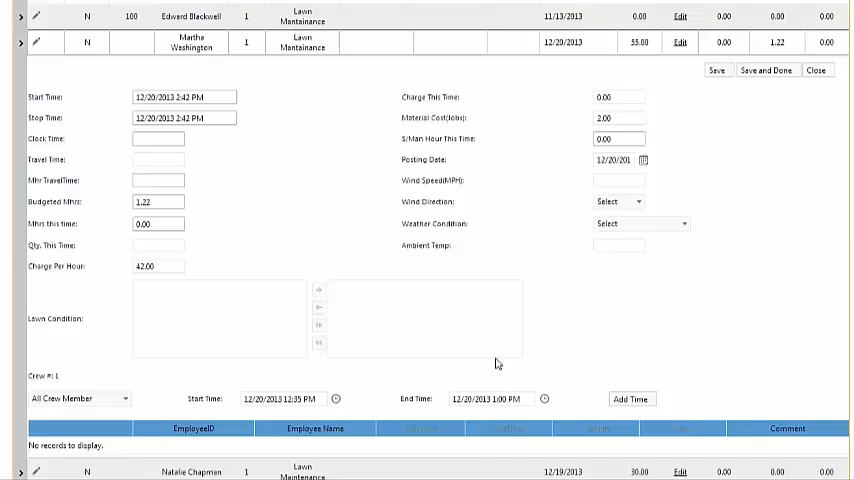 N 100 Edward Blackwell 1 Lawn Mantainance 11/13/2013 0.00 Edit 0.00 0.00 0.00
N Martha Washington 1 Lawn Mantainance 12/20/2013 55.00 Edit 0.00 1.22 0.00
Save Save and Done Close
Start Time: 12/20/2013 2:42 PM Charge This Time: 0.00
Stop Time: 12/20/2013 2:42 PM Material Cost(Jobs): 2.00
Clock Time: $/Man Hour This Time: 0.00
Travel Time: Posting Date: 12/20/201
Mhr TravelTime: Wind Speed(MPH):
Budgeted Mhrs: 1.22 Wind Direction: Select
Mhrs this time: 0.00 Weather Condition: Select
Qty. This Time: Ambient Temp:
Charge Per Hour: 42.00
Lawn Condition:
Crew #: 1
All Crew Member Start Time: 12/20/2013 12:35 PM End Time: 12/20/2013 1:00 PM Add Time
EmployeeID Employee Name Comment
No records to display.
N Natalie Chapman 1 Lawn Maintenance 12/19/2013 30.00 Edit 0.00 0.00 0.00